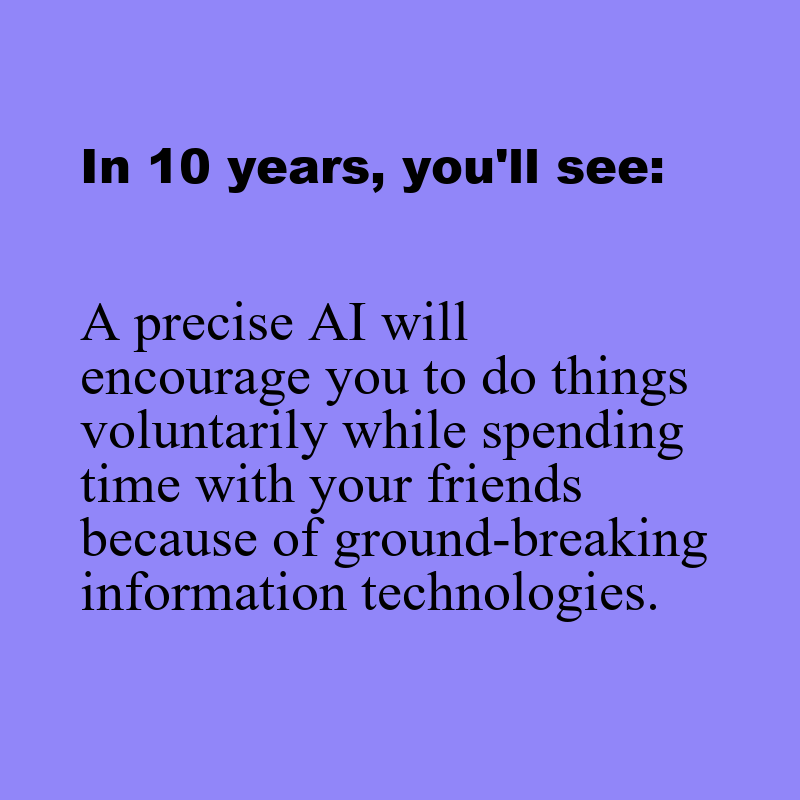 In 10 years, you'll see:
A precise AI will
encourage you to do things
voluntarily while spending
time with your friends
because of ground-breaking
information technologies.